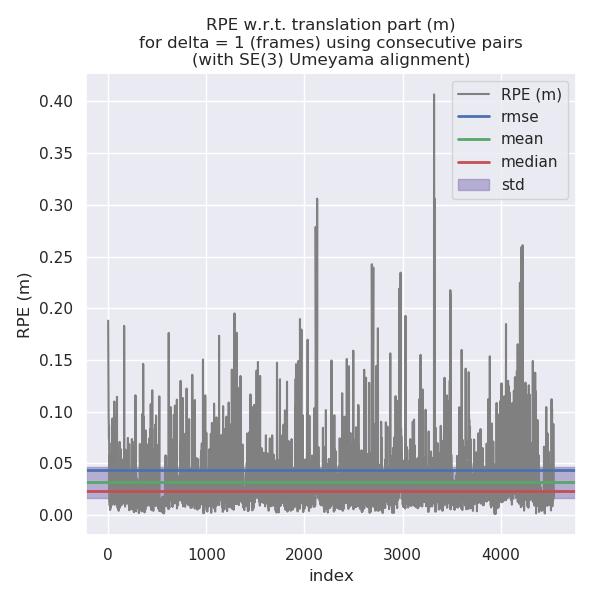 RPE w.r.t. translation part (m)
for delta = 1 (frames) using consecutive pairs
(with SE(3) Umeyama alignment)
RPE (m)
rmse
mean
median
std
0.40
0.35
0.30
0.25
0.20
0.15
0.10
0.05
0.00
RPE (m)
0
1000
2000
3000
4000
index